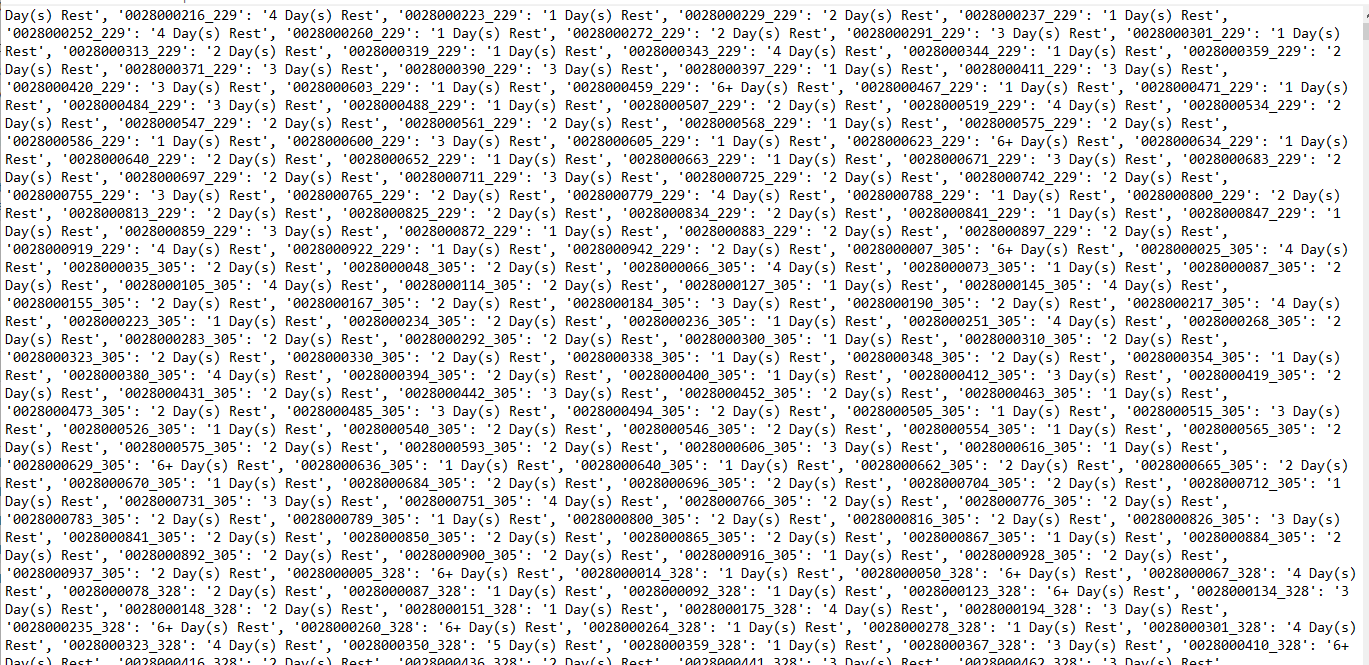 Day(s) Rest', '0028000216_229': '4 Day(s) Rest', '0028000223_229': '1 Day(s) Rest', '0028000229_229': '2 Day(s) Rest', '0028000237_229': '1 Day(s) Rest',
'0028000252_229': '4 Day(s) Rest', '0028000260_229': '1 Day(s) Rest', '0028000272_229': '2 Day(s) Rest', '0028000291_229': '3 Day(s) Rest', '0028000301_229': '1 Day(s)
Rest', '0028000313_229': '2 Day(s) Rest', '0028000319_229': '1 Day(s) Rest', '0028000343_229': '4 Day(s) Rest', '0028000344_229': '1 Day(s) Rest', '0028000359_229': '2
Day(s) Rest', '0028000371_229': '3 Day(s) Rest', '0028000390_229': '3 Day(s) Rest', '0028000397_229': '1 Day(s) Rest', '0028000411_229': '3 Day(s) Rest',
'0028000420_229': '3 Day(s) Rest', '0028000603_229': '1 Day(s) Rest', '0028000459_229': '6+ Day(s) Rest', '0028000467_229': '1 Day(s) Rest', '0028000471_229': '1 Day(s)
Rest', '0028000484_229': '3 Day(s) Rest', '0028000488_229': '1 Day(s) Rest', '0028000507_229': '2 Day(s) Rest', '0028000519_229': '4 Day(s) Rest', '0028000534_229': '2
Day(s) Rest', '0028000547_229': '2 Day(s) Rest', '0028000561_229': '2 Day(s) Rest', '0028000568_229': '1 Day(s) Rest', '0028000575_229': '2 Day(s) Rest',
'0028000586_229': '1 Day(s) Rest', '0028000600_229': '3 Day(s) Rest', '0028000605_229': '1 Day(s) Rest', '0028000623_229': '6+ Day(s) Rest', '0028000634_229': '1 Day(s)
Rest', '0028000640_229': '2 Day(s) Rest', '0028000652_229': '1 Day(s) Rest', '0028000663_229': '1 Day(s) Rest', '0028000671_229': '3 Day(s) Rest', '0028000683_229': '2
Day(s) Rest', '0028000697_229': '2 Day(s) Rest', '0028000711_229': '3 Day(s) Rest', '0028000725_229': '2 Day(s) Rest', '0028000742_229': '2 Day(s) Rest',
'0028000755_229': '3 Day(s) Rest', '0028000765_229': '2 Day(s) Rest', '0028000779_229': '4 Day(s) Rest', '0028000788_229': '1 Day(s) Rest', '0028000800_229': '2 Day(s)
Rest', '0028000813_229': '2 Day(s) Rest', '0028000825_229': '2 Day(s) Rest', '0028000834_229': '2 Day(s) Rest', '0028000841_229': '1 Day(s) Rest', '0028000847_229': '1
Day(s) Rest', '0028000859_229': '3 Day(s) Rest', '0028000872_229': '1 Day(s) Rest', '0028000883_229': '2 Day(s) Rest', '0028000897_229': '2 Day(s) Rest',
'0028000919_229': '4 Day(s) Rest', '0028000922_229': '1 Day(s) Rest', '0028000942_229': '2 Day(s) Rest', '0028000007_305': '6+ Day(s) Rest', '0028000025_305': '4 Day(s)
Rest', '0028000035_305': '2 Day(s) Rest', '0028000048_305': '2 Day(s) Rest', '0028000066_305': '4 Day(s) Rest', '0028000073_305': '1 Day(s) Rest', '0028000087_305': '2
Day(s) Rest', '0028000105_305': '4 Day(s) Rest', '0028000114_305': '2 Day(s) Rest', '0028000127_305': '1 Day(s) Rest', '0028000145_305': '4 Day(s) Rest',
'0028000155_305': '2 Day(s) Rest', '0028000167_305': '2 Day(s) Rest', '0028000184_305': '3 Day(s) Rest', '0028000190_305': '2 Day(s) Rest', '0028000217_305': '4 Day(s)
Rest', '0028000223_305': '1 Day(s) Rest', '0028000234_305': '2 Day(s) Rest', '0028000236_305': '1 Day(s) Rest', '0028000251_305': '4 Day(s) Rest', '0028000268_305': '2
Day(s) Rest', '0028000283_305': '2 Day(s) Rest', '0028000292_305': '2 Day(s) Rest', '0028000300_305': '1 Day(s) Rest', '0028000310_305': '2 Day(s) Rest',
'0028000323_305': '2 Day(s) Rest', '0028000330_305': '2 Day(s) Rest', '0028000338_305': '1 Day(s) Rest', '0028000348_305': '2 Day(s) Rest', '0028000354_305': '1 Day(s)
Rest', '0028000380_305': '4 Day(s) Rest', '0028000394_305': '2 Day(s) Rest', '0028000400_305': '1 Day(s) Rest', '0028000412_305': '3 Day(s) Rest', '0028000419_305': '2
Day(s) Rest', '0028000431_305': '2 Day(s) Rest', '0028000442_305': '3 Day(s) Rest', '0028000452_305': '2 Day(s) Rest', '0028000463_305': '1 Day(s) Rest',
'0028000473_305': '2 Day(s) Rest', '0028000485_305': '3 Day(s) Rest', '0028000494_305': '2 Day(s) Rest', '0028000505_305': '1 Day(s) Rest', '0028000515_305': '3 Day(s)
Rest', '0028000526_305': '1 Day(s) Rest', '0028000540_305': '2 Day(s) Rest', '0028000546_305': '2 Day(s) Rest', '0028000554_305': '1 Day(s) Rest', '0028000565_305': '2
Day(s) Rest', '0028000575_305': '2 Day(s) Rest', '0028000593_305': '2 Day(s) Rest', '0028000606_305': '3 Day(s) Rest', '0028000616_305': '1 Day(s) Rest',
'0028000629_305': '6+ Day(s) Rest', '0028000636_305': '1 Day(s) Rest', '0028000640_305': '1 Day(s) Rest', '0028000662_305': '2 Day(s) Rest', '0028000665_305': '2 Day(s)
Rest', '0028000670_305': '1 Day(s) Rest', '0028000684_305': '2 Day(s) Rest', '0028000696_305': '2 Day(s) Rest', '0028000704_305': '2 Day(s) Rest', '0028000712_305': '1
Day(s) Rest', '0028000731_305': '3 Day(s) Rest', '0028000751_305': '4 Day(s) Rest', '0028000766_305': '2 Day(s) Rest', '0028000776_305': '2 Day(s) Rest',
'0028000783_305': '2 Day(s) Rest', '0028000789_305': '1 Day(s) Rest', '0028000800_305': '2 Day(s) Rest', '0028000816_305': '2 Day(s) Rest', '0028000826_305': '3 Day(s)
Rest', '0028000841_305': '2 Day(s) Rest', '0028000850_305': '2 Day(s) Rest', '0028000865_305': '2 Day(s) Rest', '0028000867_305': '1 Day(s) Rest', '0028000884_305': '2
Day(s) Rest', '0028000892_305': '2 Day(s) Rest', '0028000900_305': '2 Day(s) Rest', '0028000916_305': '1 Day(s) Rest', '0028000928_305': '2 Day(s) Rest',
'0028000937_305': '2 Day(s) Rest', '0028000005_328': '6+ Day(s) Rest', '0028000014_328': '1 Day(s) Rest', '0028000050_328': '6+ Day(s) Rest', '0028000067_328': '4 Day(s)
Rest', '0028000078_328': '2 Day(s) Rest', '0028000087_328': '1 Day(s) Rest', '0028000092_328': '1 Day(s) Rest', '0028000123_328': '6+ Day(s) Rest', '0028000134_328': '3
Day(s) Rest', '0028000148_328': '2 Day(s) Rest', '0028000151_328': '1 Day(s) Rest', '0028000175_328': '4 Day(s) Rest', '0028000194_328': '3 Day(s) Rest',
'0028000235_328': '6+ Day(s) Rest', '0028000260_328': '6+ Day(s) Rest', '0028000264_328': '1 Day(s) Rest', '0028000278_328': '1 Day(s) Rest', '0028000301_328': '4 Day(s)
Rest', '0028000323_328': '4 Day(s) Rest', '0028000350_328': '5 Day(s) Rest', '0028000359_328': '1 Day(s) Rest', '0028000367_328': '3 Day(s) Rest', '0028000410_328': '6+
Day(s) Rest', '0028000416_328': '2 Day(s) Rest', '0028000436_328': '2 Day(s) Rest', '0028000441_328': '3 Day(s) Rest', '0028000462_328': '3 Day(s) Rest',